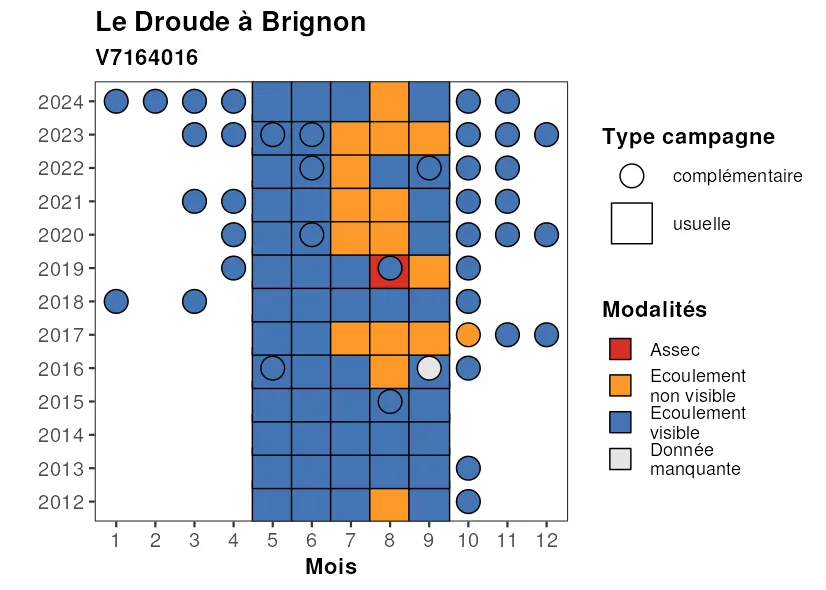 Le Droude à Brignon
V7164016
2024
2023
2022
2021
2020
2019
2018
2017
2016
2015
2014
2013
2012
1 2 3 4 5 6 7 8 9 10 11 12
Mois
Type campagne
complémentaire
usuelle
Modalités
Assec
Ecoulement
non visible
Ecoulement
visible
Donnée
manquante